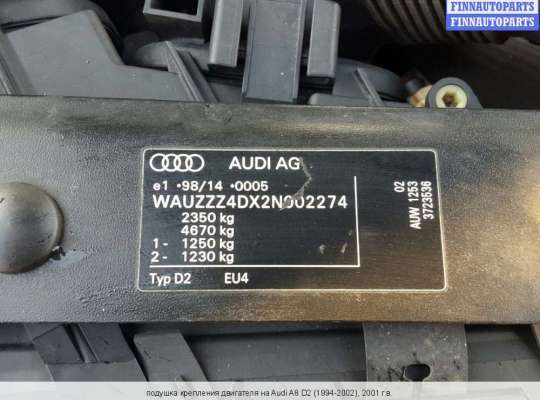 FINNAUTOPARTS
FINNAUTOPARTS
AUDI AG
e1 *98/14 *0005
WAUZZZ4DX2N002274
2350 kg
4670 kg
1- 1250 kg
2- 1230 kg
Typ D2 EU4
02
AUW 1253
3723536
подушка крепления двигателя на Audi A8 D2 (1994-2002), 2001 г.в.